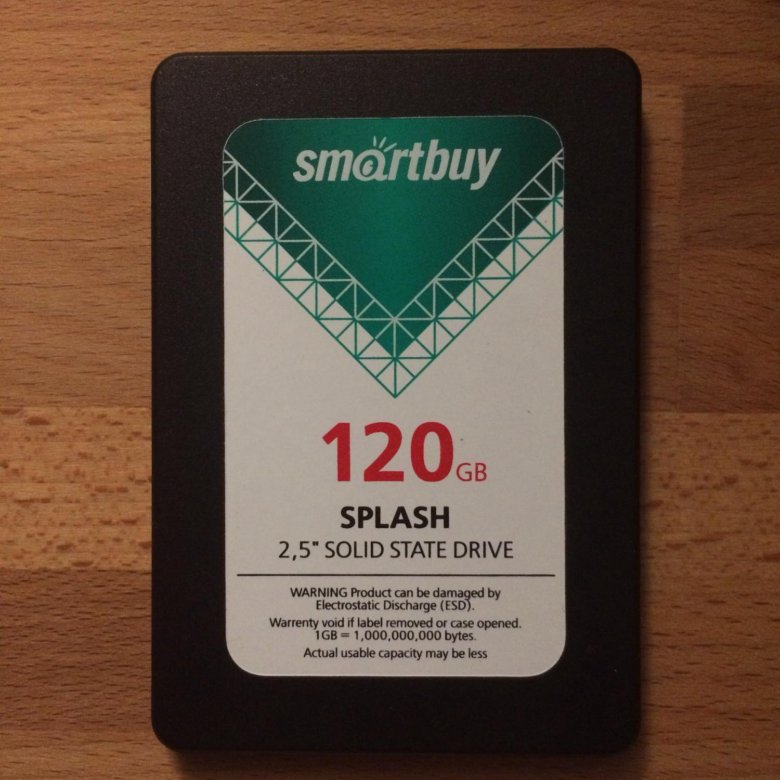 smartbuy
120GB
SPLASH
2,5" SOLID STATE DRIVE
WARNING Product can be damaged by
Electrostatic Discharge (ESD).
Warrenty void if label removed or case opened.
1GB = 1,000,000,000 bytes.
Actual usable capacity may be less